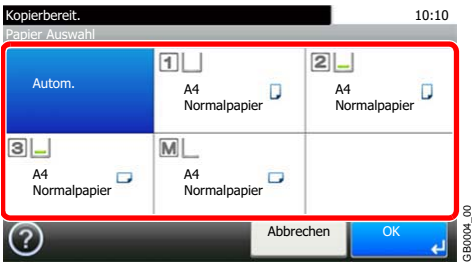 Kopierbereit. 10:10
Papier Auswahl
Autom.
1
A4
Normalpapier
2
A4
Normalpapier
3
A4
Normalpapier
M
A4
Normalpapier
?
Abbrechen
OK
GB0004_00